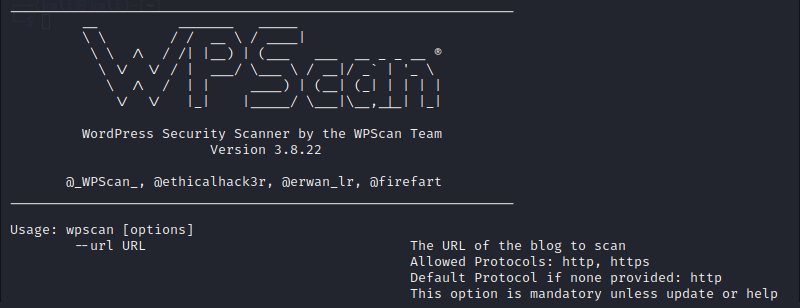 WPScan ®
WordPress Security Scanner by the WPScan Team
Version 3.8.22
@_WPScan_, @ethicalhack3r, @erwan_lr, @firefart
Usage: wpscan [options]
--url URL The URL of the blog to scan
Allowed Protocols: http, https
Default Protocol if none provided: http
This option is mandatory unless update or help